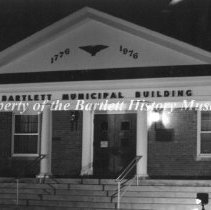 1776 1976
BARTLETT MUNICIPAL BUILDING
Property of the Bartlett History Museum